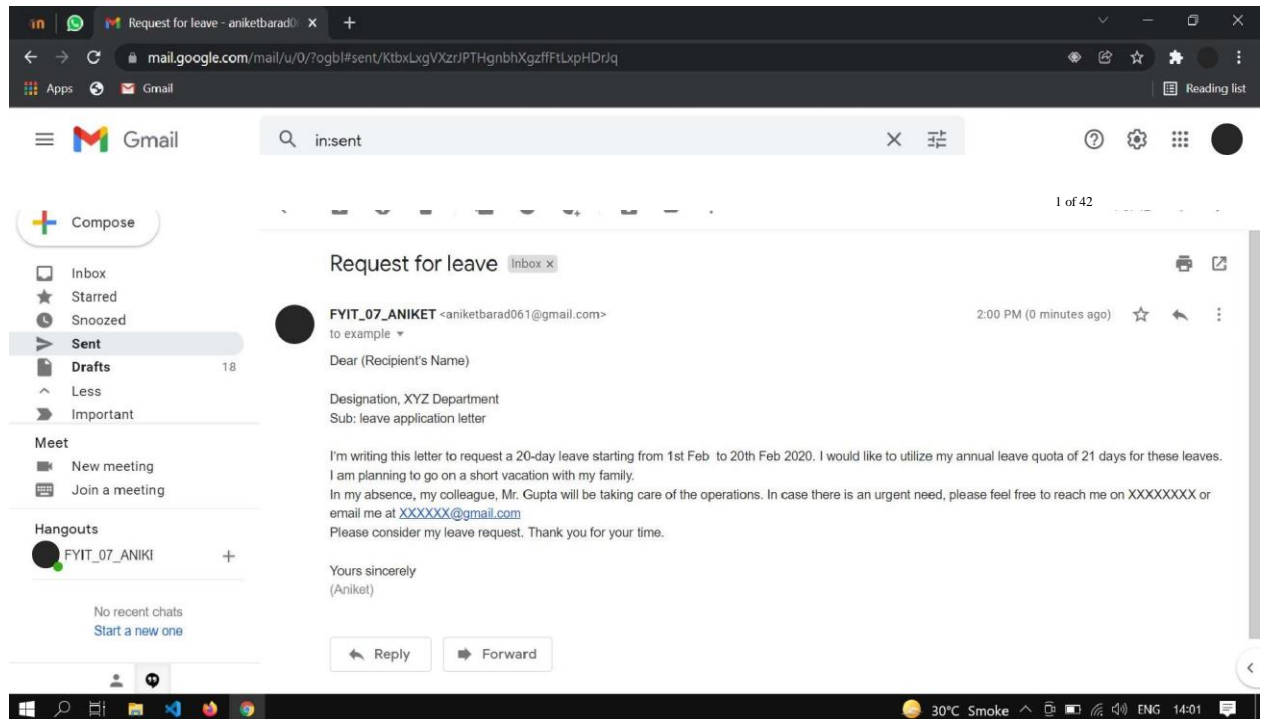 in
Request for leave - aniketbarad0
mail.google.com/mail/u/0/?ogbl#sent/KtbxLxgVXzrJPTHgnbhXgzffFtLxpHDrJq
Apps Gmail Reading list
Gmail in:sent
Compose 1 of 42
Request for leave Inbox x
Inbox
Starred
Snoozed
Sent
Drafts 18
Less
Important
Meet
New meeting
Join a meeting
Hangouts
FYIT_07_ANIKI
No recent chats
Start a new one
FYIT_07_ANIKET <aniketbarad061@gmail.com> 2:00 PM (0 minutes ago)
to example
Dear (Recipient's Name)
Designation, XYZ Department
Sub: leave application letter
I'm writing this letter to request a 20-day leave starting from 1st Feb to 20th Feb 2020. I would like to utilize my annual leave quota of 21 days for these leaves.
I am planning to go on a short vacation with my family.
In my absence, my colleague, Mr. Gupta will be taking care of the operations. In case there is an urgent need, please feel free to reach me on XXXXXXXX or
email me at XXXXXX@gmail.com
Please consider my leave request. Thank you for your time.
Yours sincerely
(Aniket)
Reply Forward
30°C Smoke ENG 14:01